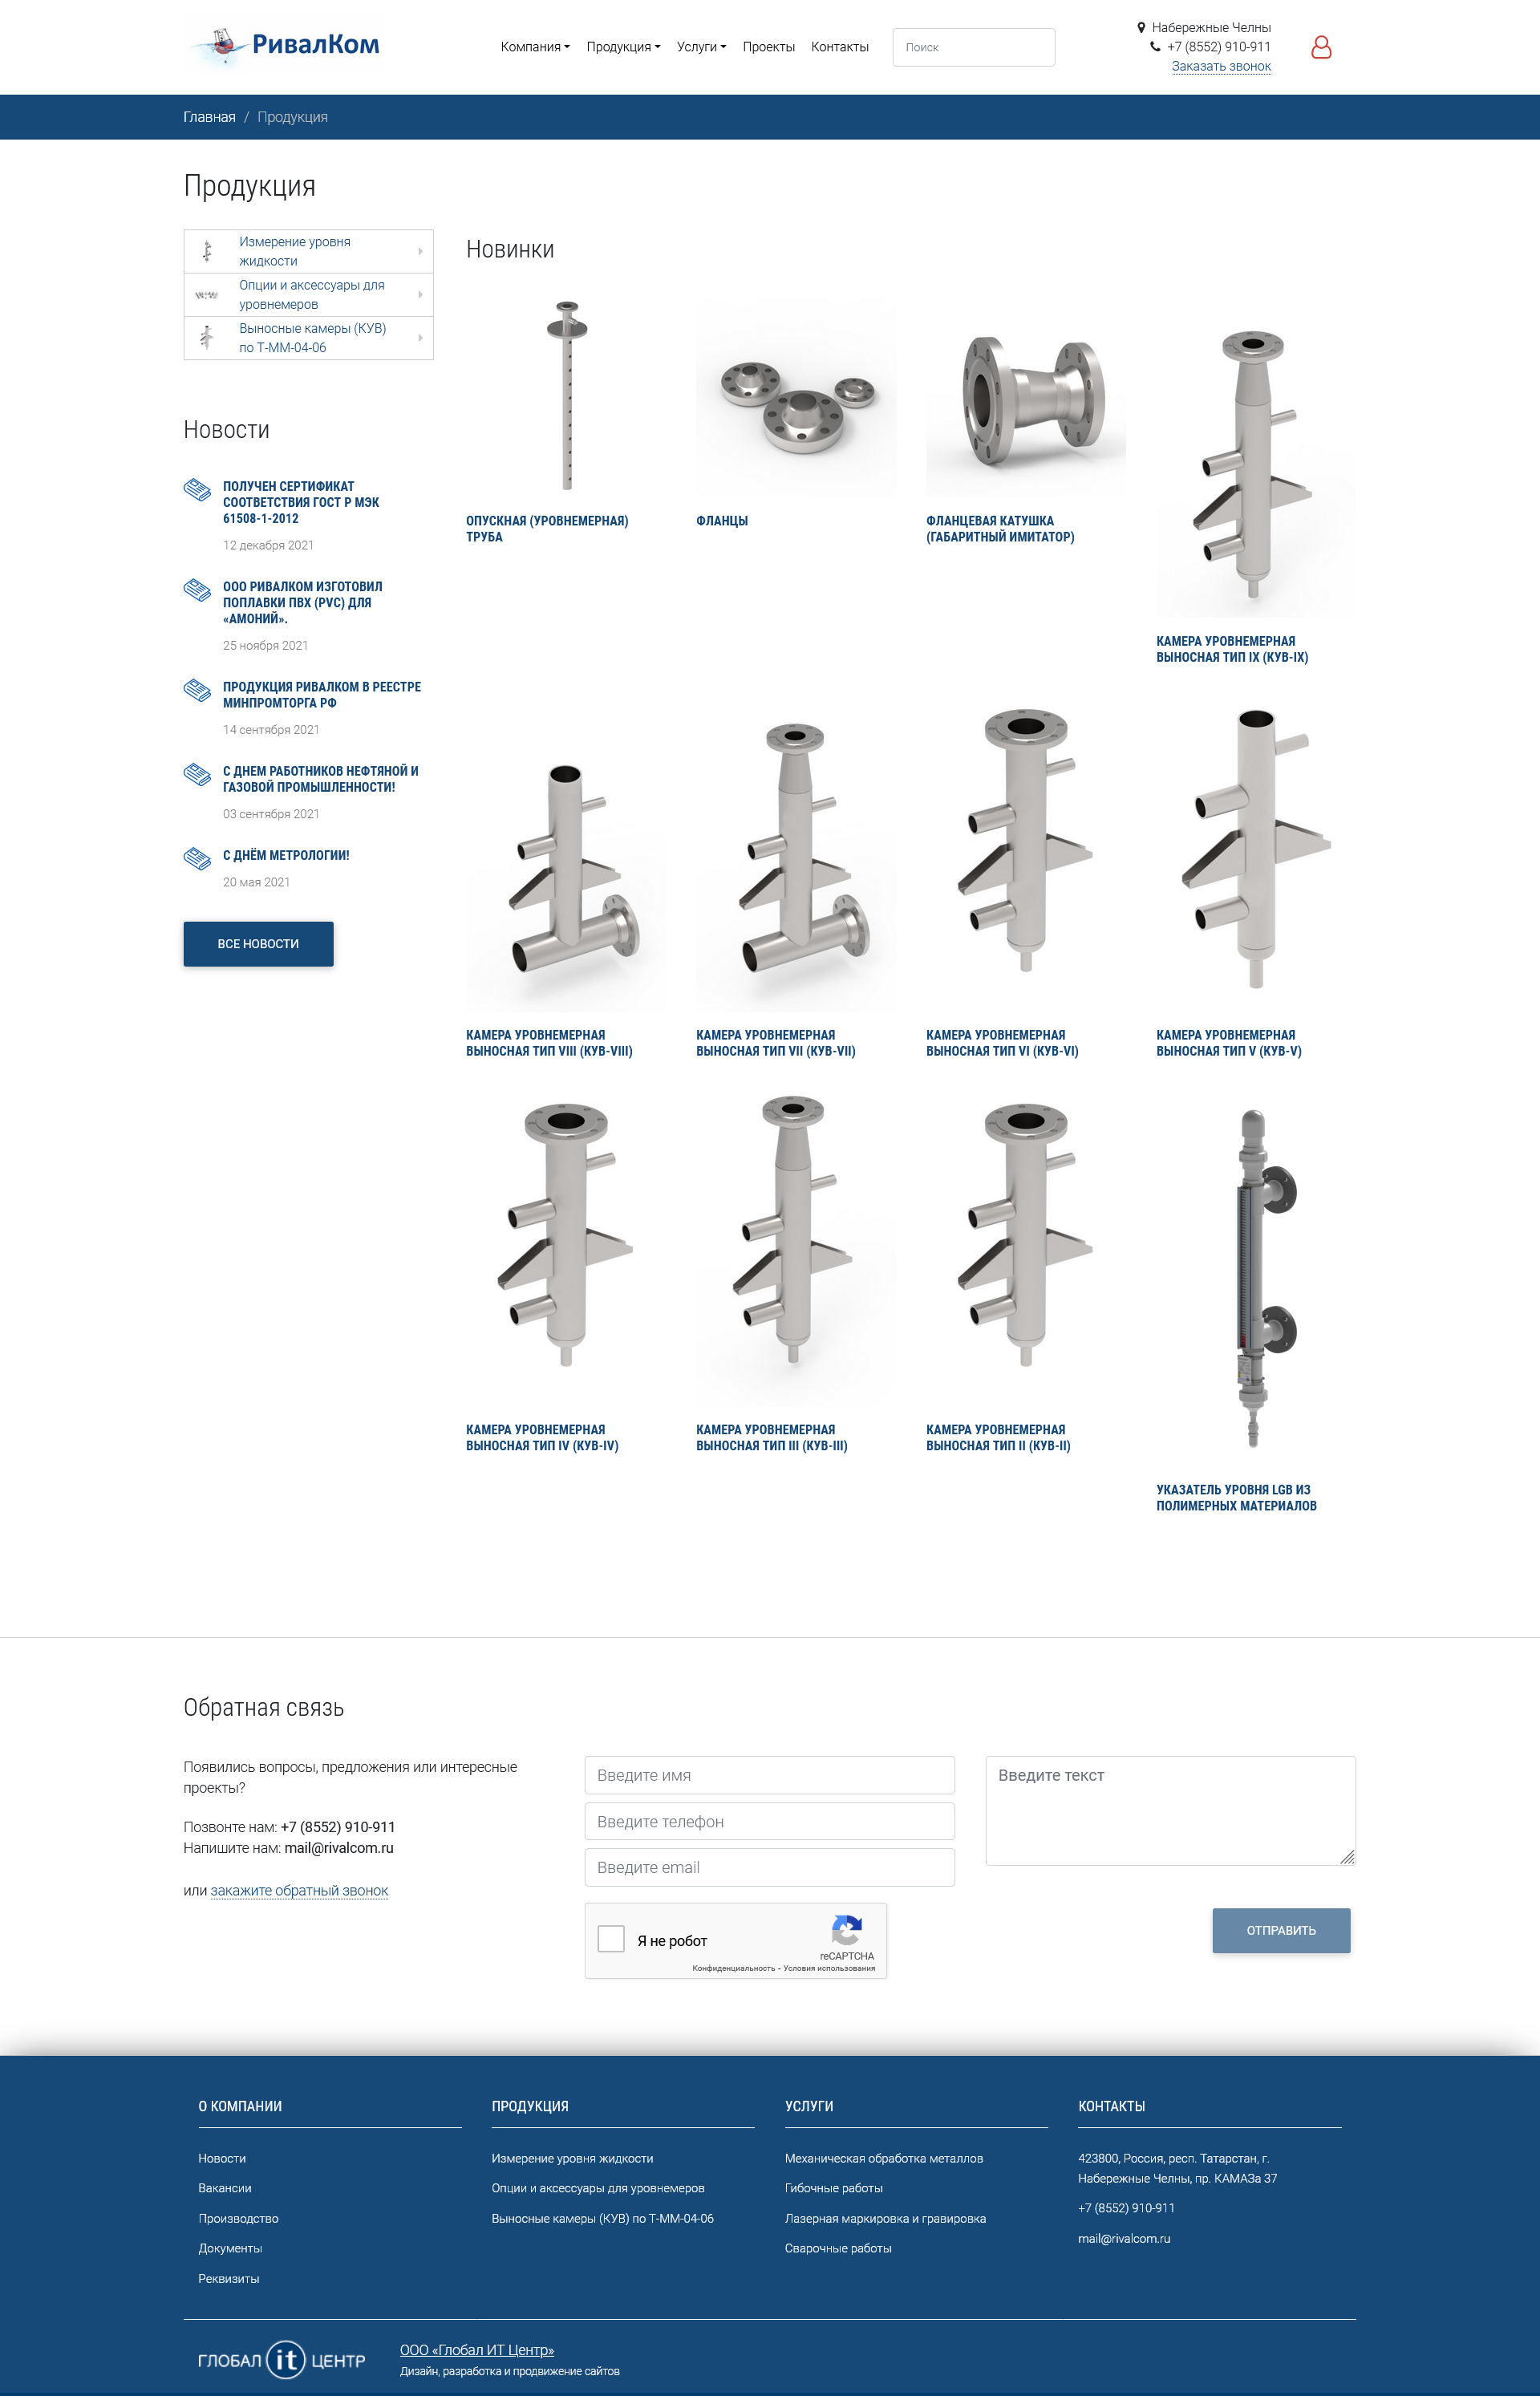 РивалКом
Компания
Продукция
Услуги
Проекты
Контакты
Поиск
Набережные Челны
+7 (8552) 910-911
Заказать звонок
Главная / Продукция
Продукция
Измерение уровня
жидкости
Опции и аксессуары для
уровнемеров
Выносные камеры (КУВ)
по Т-ММ-04-06
Новости
ПОЛУЧЕН СЕРТИФИКАТ
СООТВЕТСТВИЯ ГОСТ Р МЭК
61508-1-2012
12 декабря 2021
ООО РИВАЛКОМ ИЗГОТОВИЛ
ПОПЛАВКИ ПВХ (PVC) ДЛЯ
«АМОНИЙ».
25 ноября 2021
ПРОДУКЦИЯ РИВАЛКОМ В РЕЕСТРЕ
МИНПРОМТОРГА РФ
14 сентября 2021
С ДНЕМ РАБОТНИКОВ НЕФТЯНОЙ И
ГАЗОВОЙ ПРОМЫШЛЕННОСТИ!
03 сентября 2021
С ДНЁМ МЕТРОЛОГИИ!
20 мая 2021
ВСЕ НОВОСТИ
Новинки
ОПУСКНАЯ (УРОВНЕМЕРНАЯ)
ТРУБА
ФЛАНЦЫ
ФЛАНЦЕВАЯ КАТУШКА
(ГАБАРИТНЫЙ ИМИТАТОР)
КАМЕРА УРОВНЕМЕРНАЯ
ВЫНОСНАЯ ТИП IX (КУВ-IX)
КАМЕРА УРОВНЕМЕРНАЯ
ВЫНОСНАЯ ТИП VIII (КУВ-VIII)
КАМЕРА УРОВНЕМЕРНАЯ
ВЫНОСНАЯ ТИП VII (КУВ-VII)
КАМЕРА УРОВНЕМЕРНАЯ
ВЫНОСНАЯ ТИП VI (КУВ-VI)
КАМЕРА УРОВНЕМЕРНАЯ
ВЫНОСНАЯ ТИП V (КУВ-V)
КАМЕРА УРОВНЕМЕРНАЯ
ВЫНОСНАЯ ТИП IV (КУВ-IV)
КАМЕРА УРОВНЕМЕРНАЯ
ВЫНОСНАЯ ТИП III (КУВ-III)
КАМЕРА УРОВНЕМЕРНАЯ
ВЫНОСНАЯ ТИП II (КУВ-II)
УКАЗАТЕЛЬ УРОВНЯ LGB ИЗ
ПОЛИМЕРНЫХ МАТЕРИАЛОВ
Обратная связь
Появились вопросы, предложения или интересные
проекты?
Позвонте нам: +7 (8552) 910-911
Напишите нам: mail@rivalcom.ru
или закажите обратный звонок
Введите имя
Введите телефон
Введите email
Я не робот
reCAPTCHA
Конфиденциальность - Условия использования
Введите текст
ОТПРАВИТЬ
О КОМПАНИИ
Новости
Вакансии
Производство
Документы
Реквизиты
ПРОДУКЦИЯ
Измерение уровня жидкости
Опции и аксессуары для уровнемеров
Выносные камеры (КУВ) по Т-ММ-04-06
УСЛУГИ
Механическая обработка металлов
Гибочные работы
Лазерная маркировка и гравировка
Сварочные работы
КОНТАКТЫ
423800, Россия, респ. Татарстан, г.
Набережные Челны, пр. КАМАЗа 37
+7 (8552) 910-911
mail@rivalcom.ru
ГЛОБАЛ it ЦЕНТР
ООО «Глобал ИТ Центр»
Дизайн, разработка и продвижение сайтов